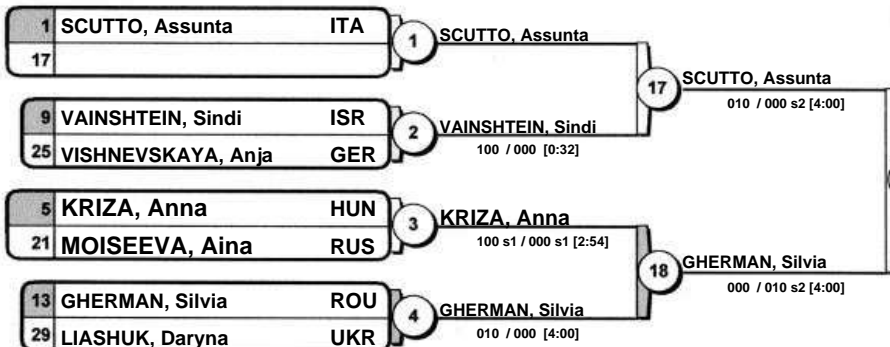 1 SCUTTO, Assunta ITA
17
1 SCUTTO, Assunta
17 SCUTTO, Assunta
010 / 000 s2 [4:00]
9 VAINSHTEIN, Sindi ISR
25 VISHNEVSKAYA, Anja GER
2 VAINSHTEIN, Sindi
100 / 000 [0:32]
5 KRIZA, Anna HUN
21 MOISEEVA, Aina RUS
3 KRIZA, Anna
100 s1 / 000 s1 [2:54]
18 GHERMAN, Silvia
000 / 010 s2 [4:00]
13 GHERMAN, Silvia ROU
29 LIASHUK, Daryna UKR
4 GHERMAN, Silvia
010 / 000 [4:00]